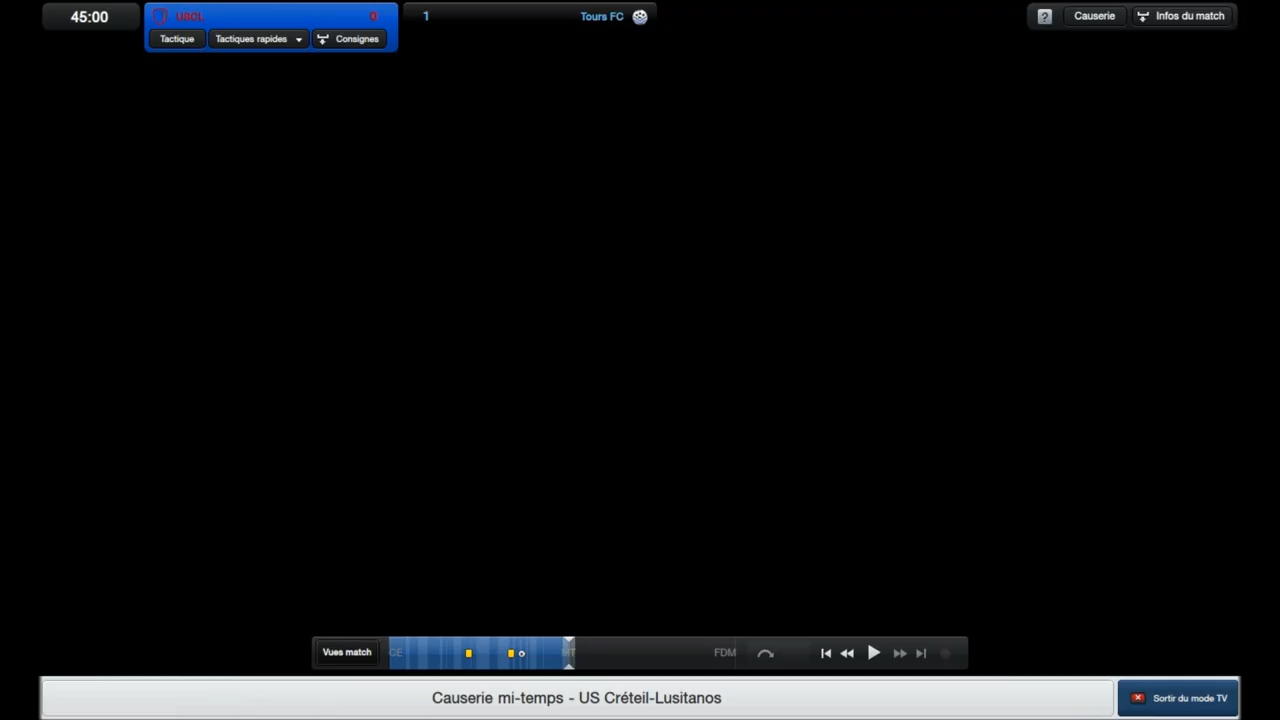 45:00
USCL 0
1 Tours FC
? Causerie Infos du match
Tactique Tactiques rapides Consignes
Vues match CE MT FDM
Causerie mi-temps - US Créteil-Lusitanos
Sortir du mode TV